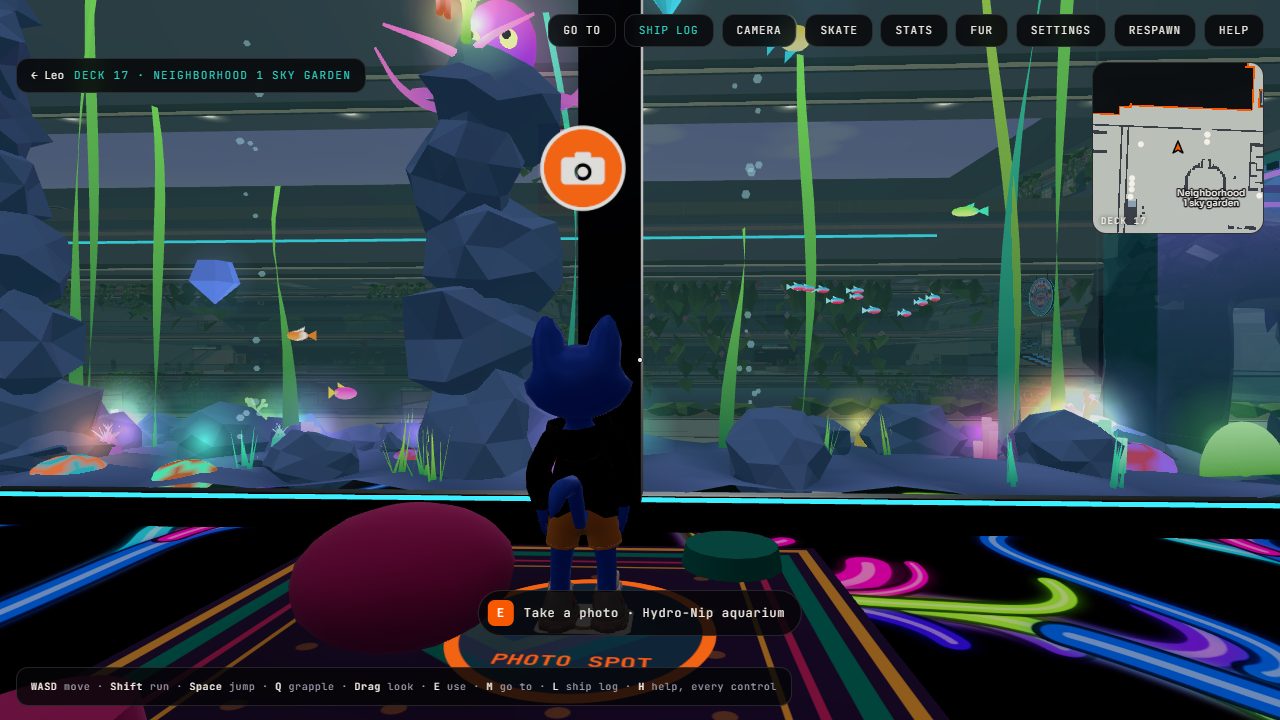 GO TO
SHIP LOG
CAMERA
SKATE
STATS
FUR
SETTINGS
RESPAWN
HELP
← Leo DECK 17 · NEIGHBORHOOD 1 SKY GARDEN
Neighborhood
1 sky garden
DECK 17
E Take a photo · Hydro-Nip aquarium
PHOTO SPOT
WASD move · Shift run · Space jump · Q grapple · Drag look · E use · M go to · L ship log · H help, every control